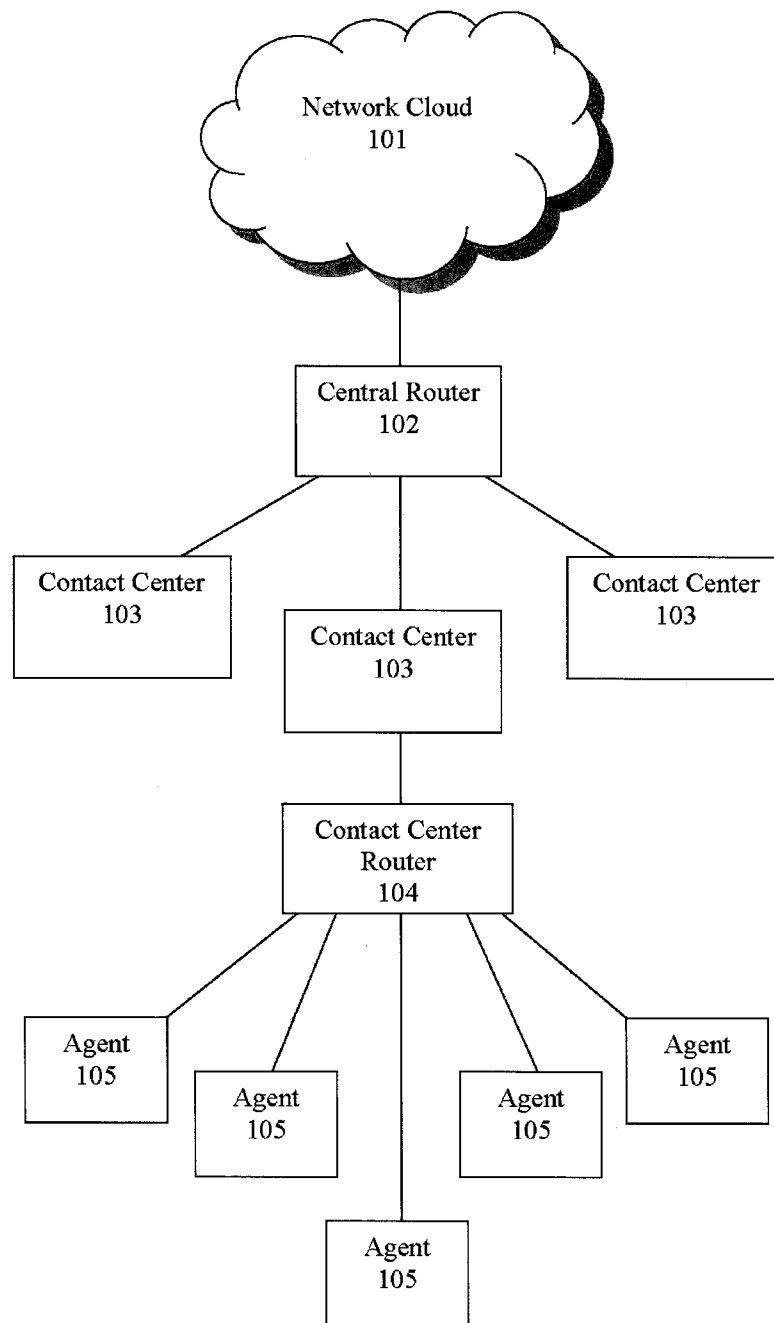 Network Cloud
101
Central Router
102
Contact Center
103
Contact Center
103
Contact Center
103
Contact Center
Router
104
Agent
105
Agent
105
Agent
105
Agent
105
Agent
105